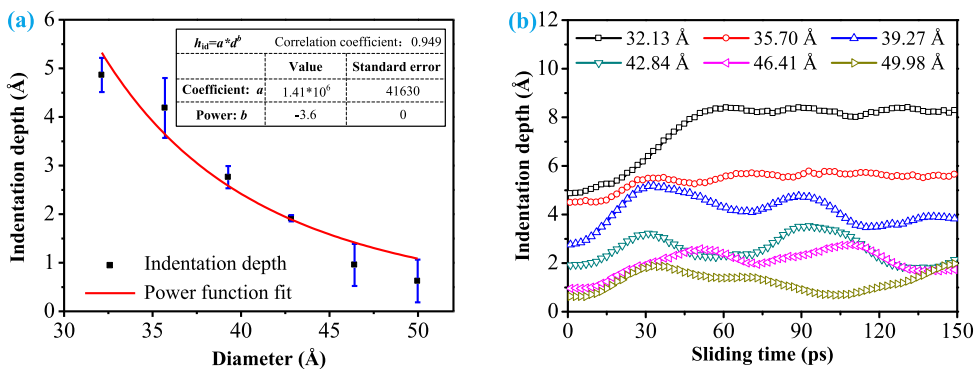 (a)
h_id=a*d^b Correlation coefficient: 0.949
Value Standard error
Coefficient: a 1.41*10^6 41630
Power: b -3.6 0
Indentation depth (Å)
6
5
4
3
2
1
0
Indentation depth
Power function fit
30 35 40 45 50
Diameter (Å)
(b)
32.13 Å 35.70 Å 39.27 Å
42.84 Å 46.41 Å 49.98 Å
Indentation depth (Å)
12
10
8
6
4
2
0
0 30 60 90 120 150
Sliding time (ps)